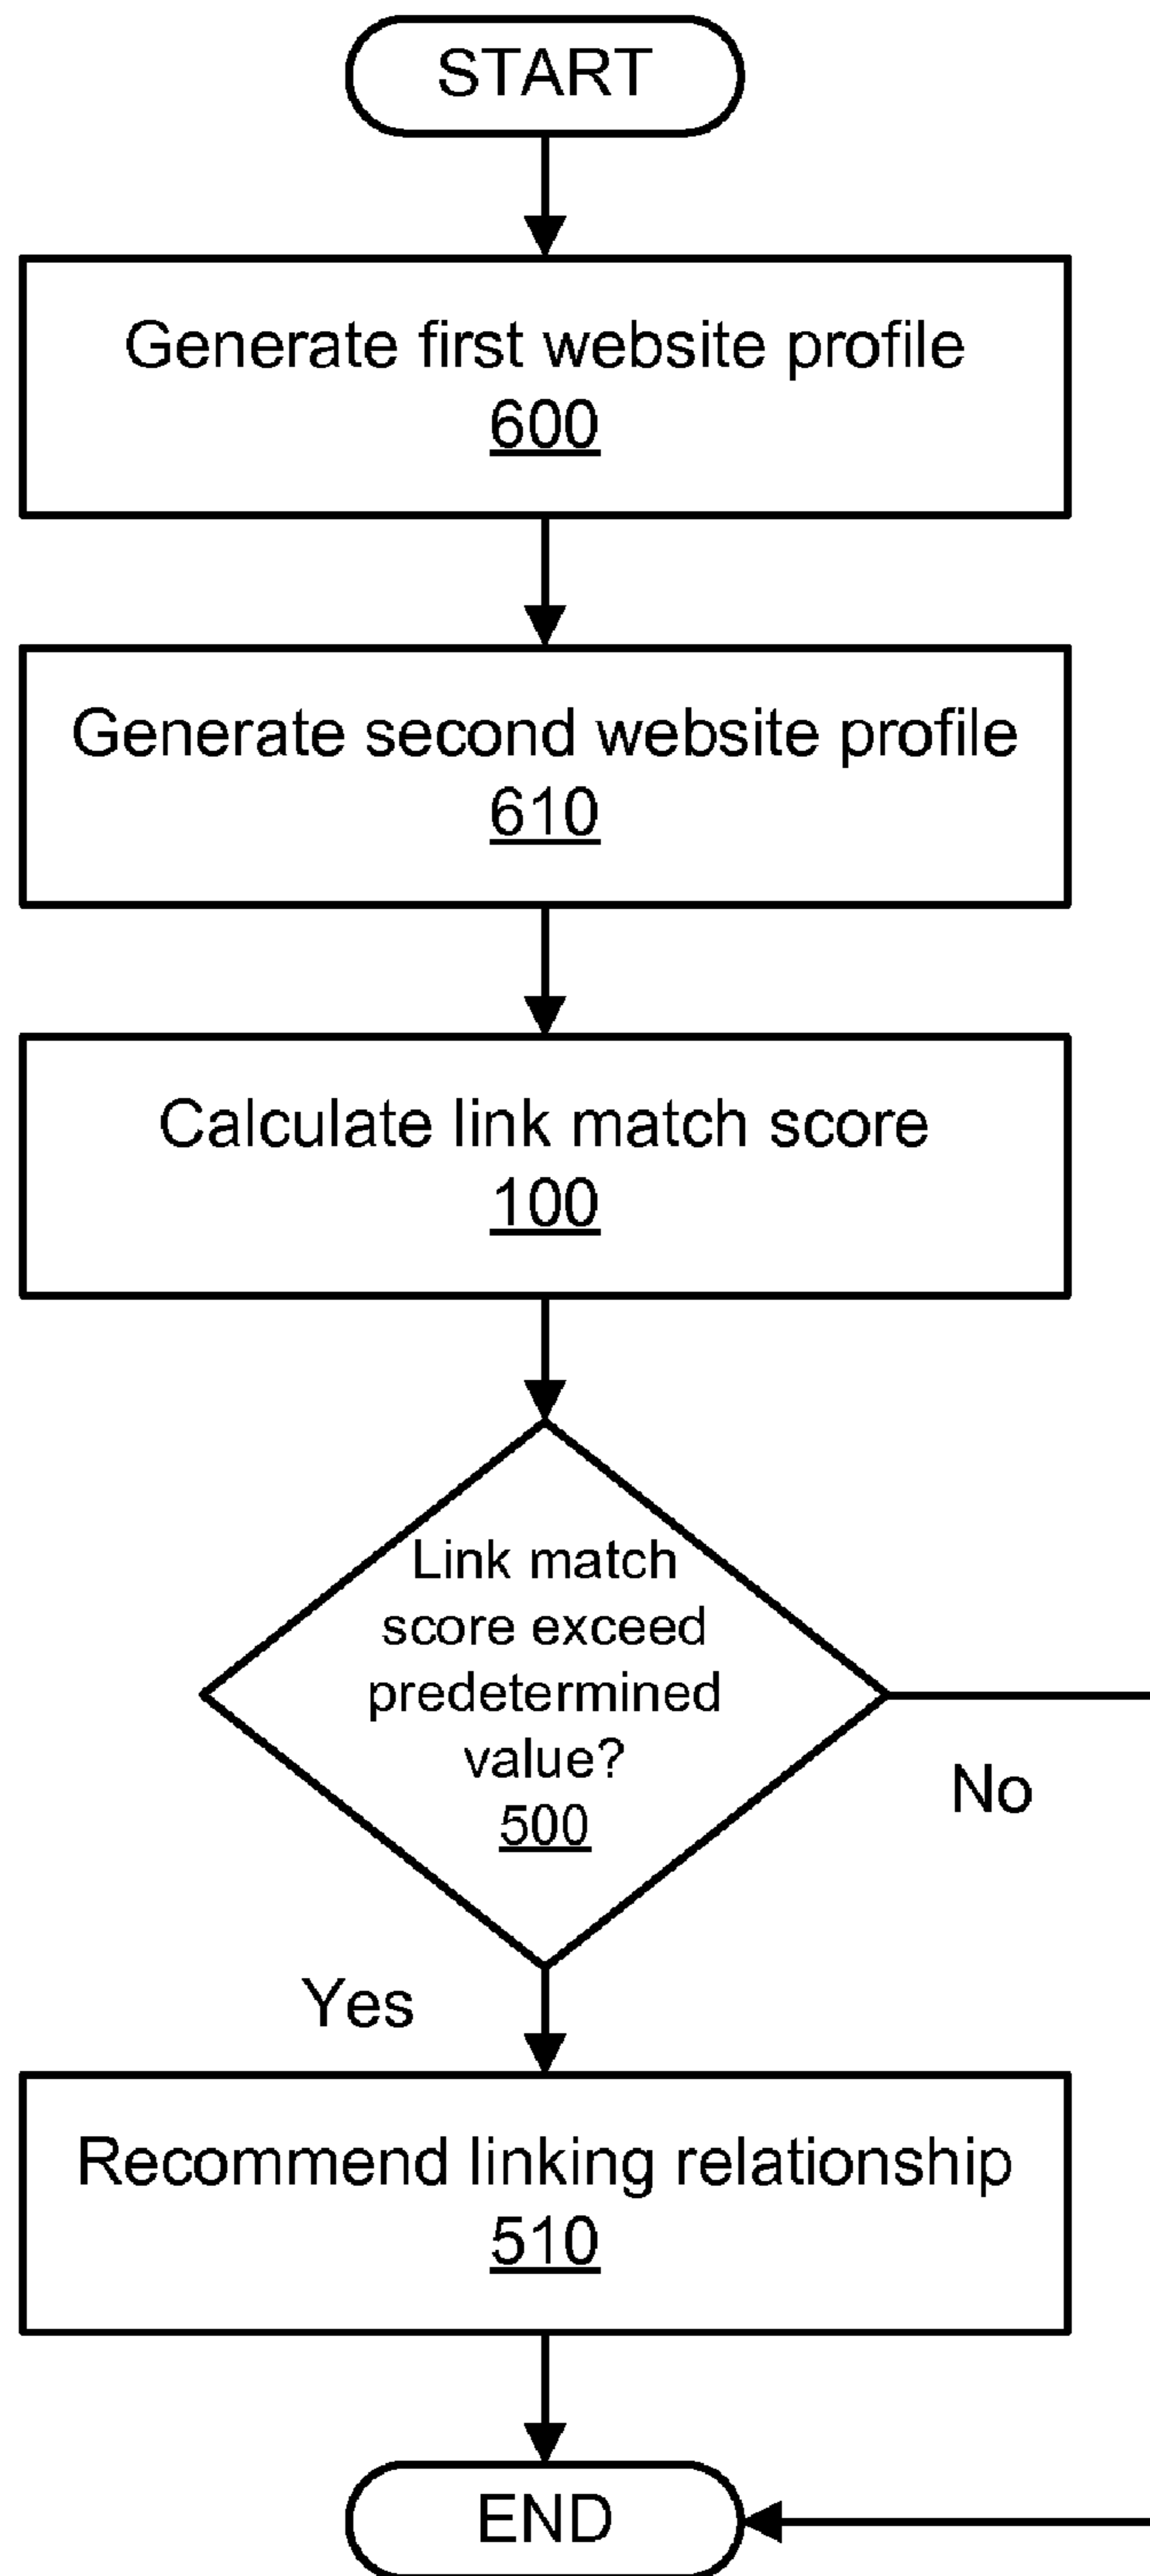 START
Generate first website profile
600
Generate second website profile
610
Calculate link match score
100
Link match
score exceed
predetermined
value?
500
No
Yes
Recommend linking relationship
510
END